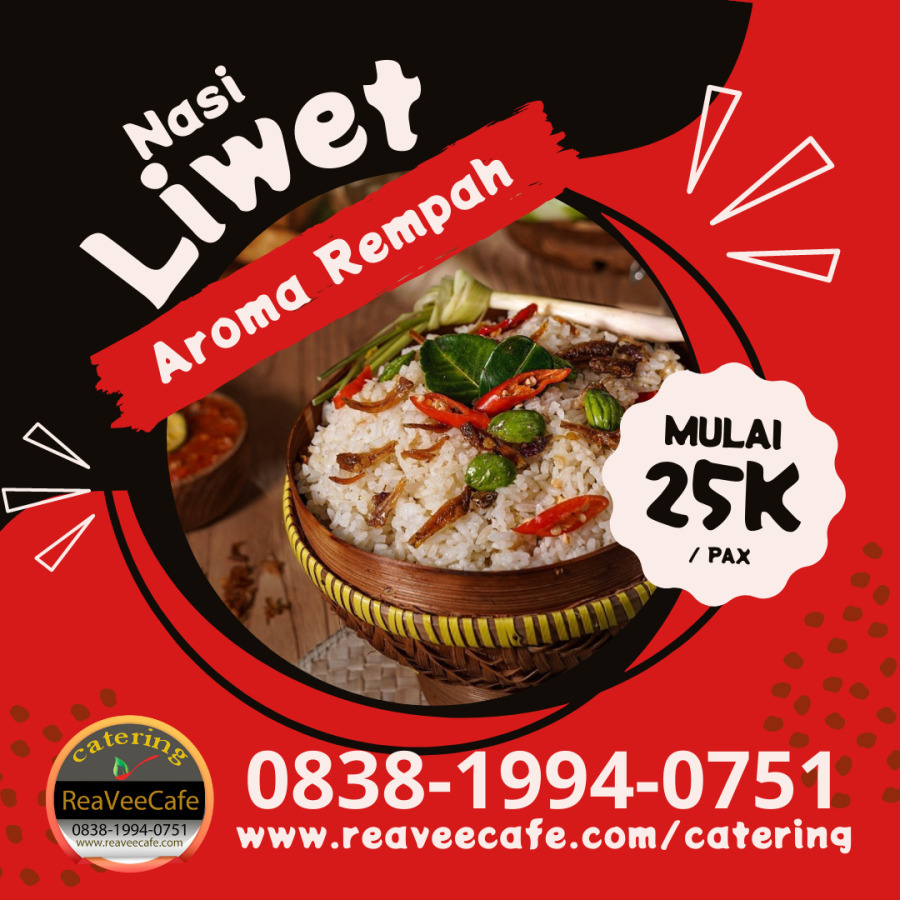 Nasi
Liwet
Aroma Rempah
MULAI
25K
/ PAX
catering
ReaVeeCafe
0838-1994-0751
www.reaveecafe.com
0838-1994-0751
www.reaveecafe.com/catering